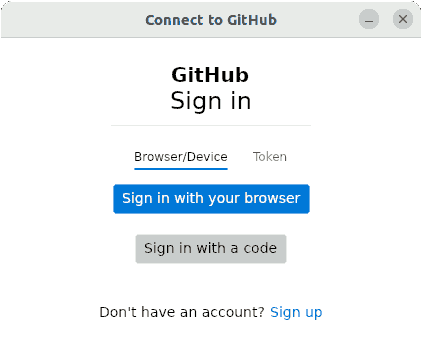 Connect to GitHub
GitHub
Sign in
Browser/Device Token
Sign in with your browser
Sign in with a code
Don't have an account? Sign up